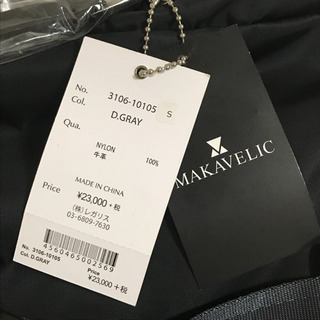 No. 3106-10105 S
Col. D.GRAY
Qua.
NYLON 100%
牛革
MADE IN CHINA
Price ¥23,000 +税
(株)レガリス
03-6809-7630
4560465002569
No. 3106-10105
Col. D.GRAY
Price
¥23,000 +税
MAKAVELIC